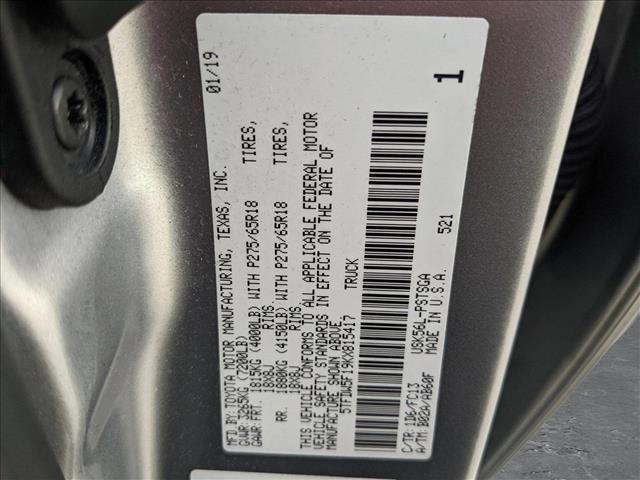 MFD.BY: TOYOTA MOTOR MANUFACTURING, TEXAS, INC. 01/19
GVWR: 3265KG (7200LB)
GAWR: FRT. 1815KG (4000LB) WITH P275/65R18 TIRES,
18X8J RIMS,
RR. 1880KG (4150LB) WITH P275/65R18 TIRES,
18X8J RIMS,
THIS VEHICLE CONFORMS TO ALL APPLICABLE FEDERAL MOTOR
VEHICLE SAFETY STANDARDS IN EFFECT ON THE DATE OF
MANUFACTURE SHOWN ABOVE.
5TFDW5F19KX815417 TRUCK
C/TR: 1D6/FC13 USK56L-PSTSGA 521
A/TM: B02A/AB60F MADE IN U.S.A.
1